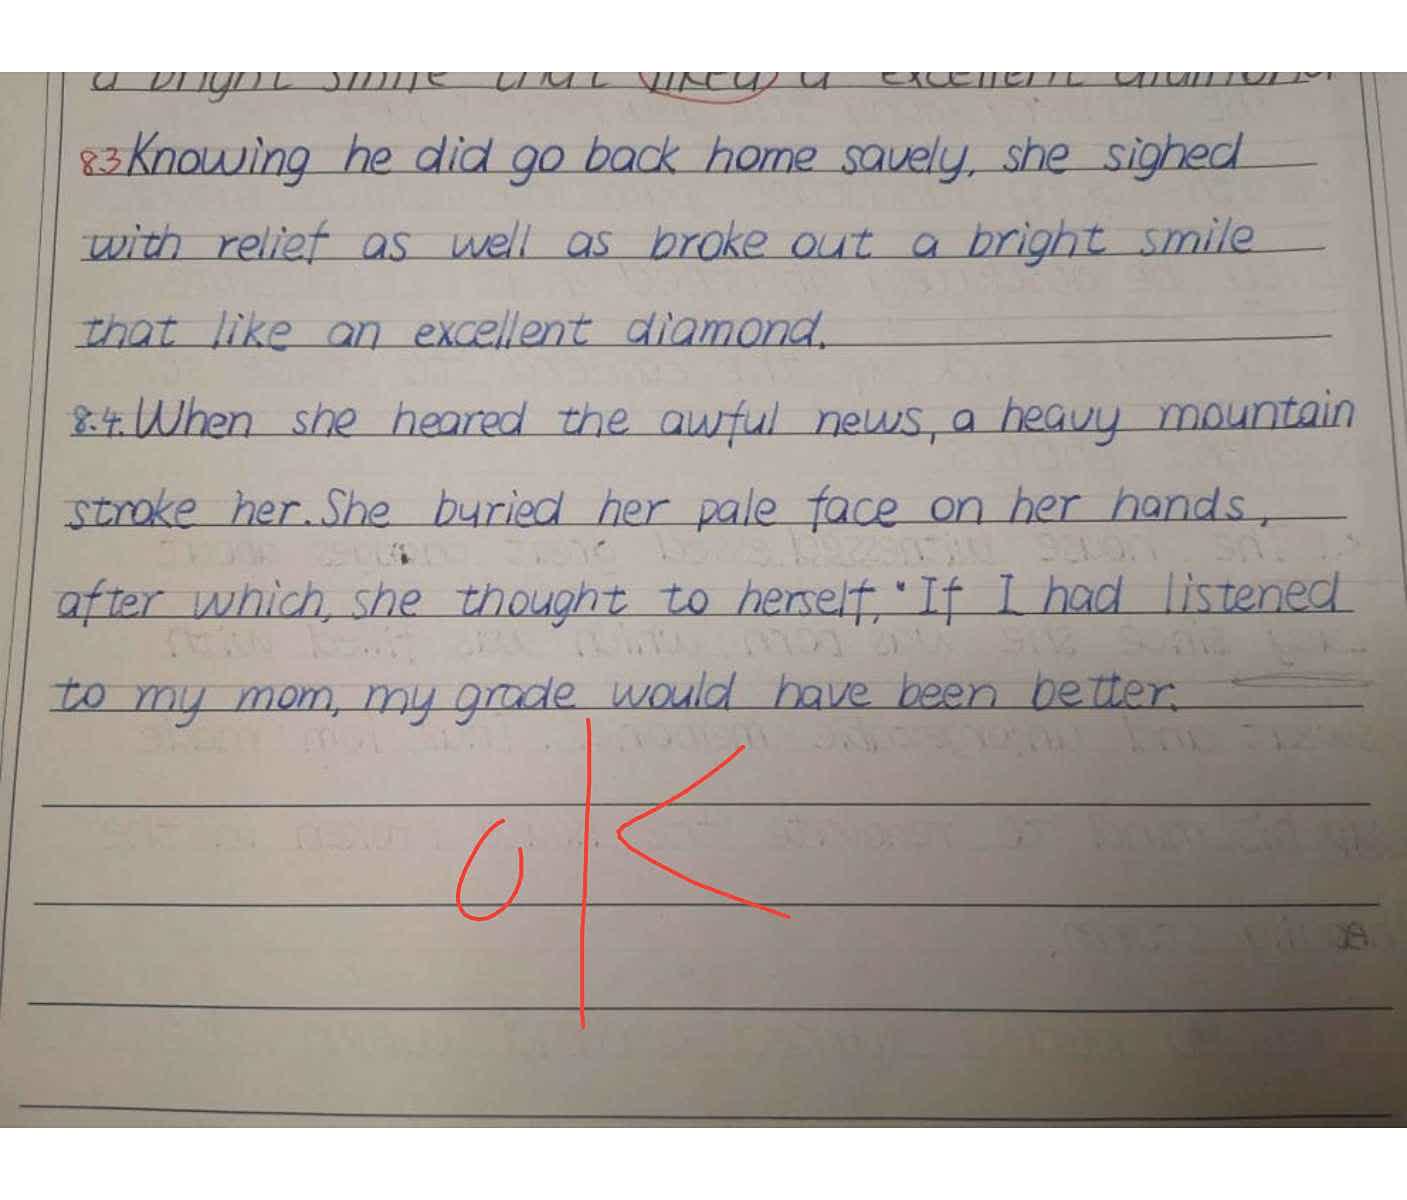 a bright smile that liked a excellent diamond.
83 Knowing he did go back home savely, she sighed
with relief as well as broke out a bright smile
that like an excellent diamond.
8.4. When she heared the awful news, a heavy mountain
stroke her. She buried her pale face on her hands,
after which, she thought to herself, "If I had listened
to my mom, my grade would have been better.
OK